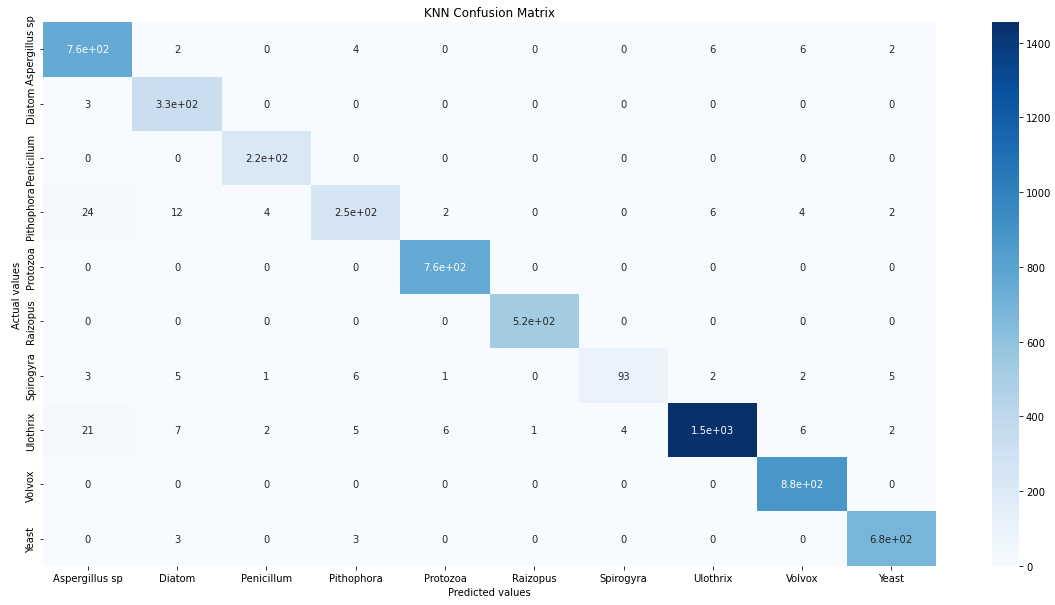 KNN Confusion Matrix
Aspergillus sp 7.6e+02 2 0 4 0 0 0 6 6 2
Diatom 3 3.3e+02 0 0 0 0 0 0 0 0
Penicillum 0 0 2.2e+02 0 0 0 0 0 0 0
Pithophora 24 12 4 2.5e+02 2 0 0 6 4 2
Protozoa 0 0 0 0 7.6e+02 0 0 0 0 0
Raizopus 0 0 0 0 0 5.2e+02 0 0 0 0
Spirogyra 3 5 1 6 1 0 93 2 2 5
Ulothrix 21 7 2 5 6 1 4 1.5e+03 6 2
Volvox 0 0 0 0 0 0 0 0 8.8e+02 0
Yeast 0 3 0 3 0 0 0 0 0 6.8e+02
Actual values
Aspergillus sp Diatom Penicillum Pithophora Protozoa Raizopus Spirogyra Ulothrix Volvox Yeast
Predicted values
1400
1200
1000
800
600
400
200
0